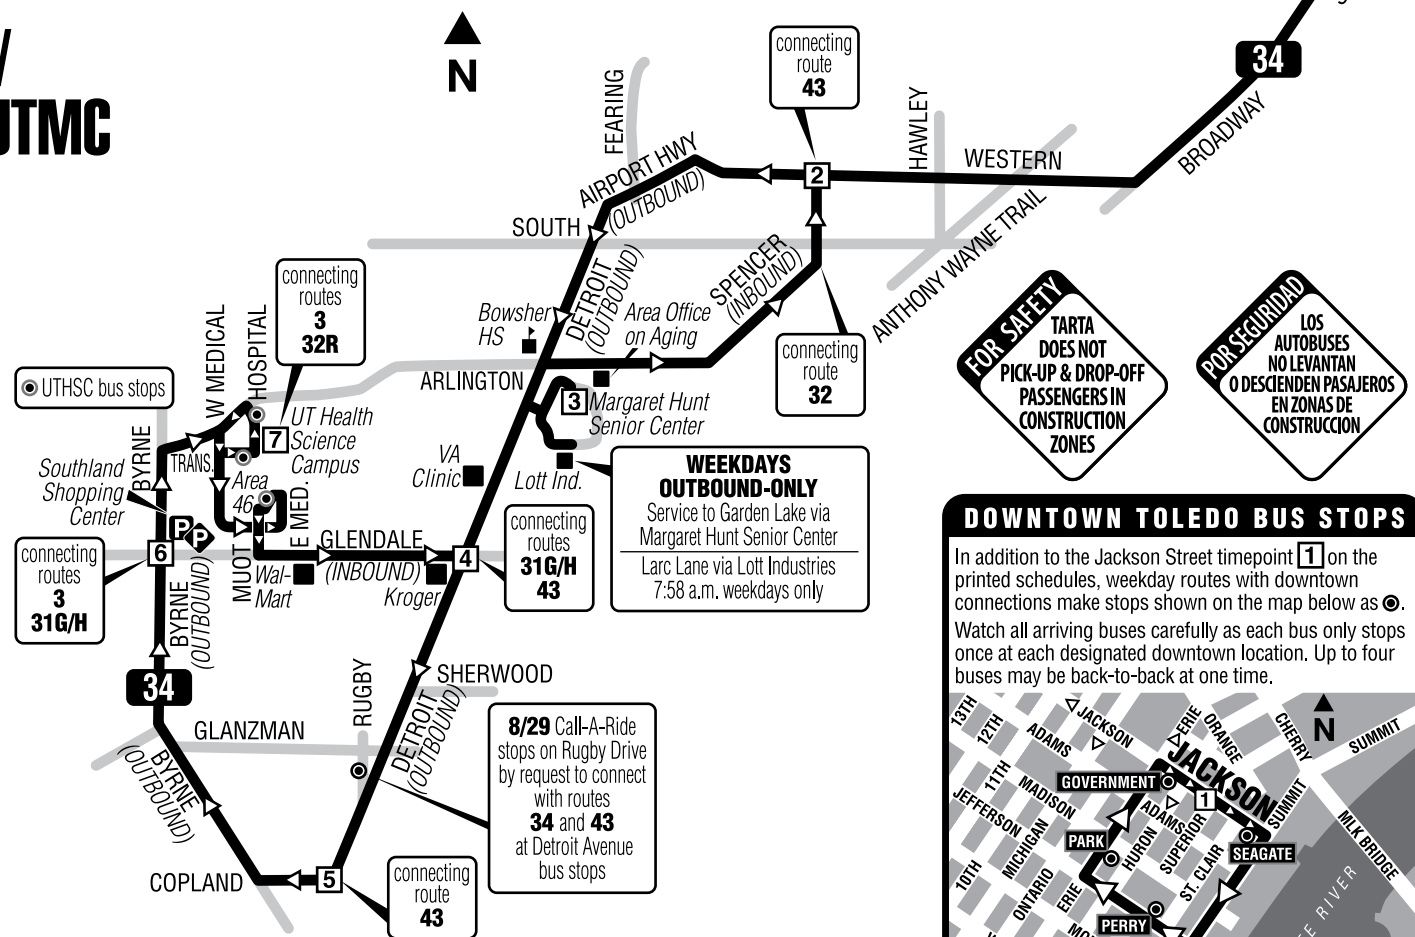 UTMC
N
connecting
route
43
34
FEARING
HAWLEY
WESTERN
BROADWAY
AIRPORT HWY
(OUTBOUND)
2
SOUTH
ANTHONY WAYNE TRAIL
SPENCER
(INBOUND)
DETROIT
(OUTBOUND)
Bowsher
HS
Area Office
on Aging
connecting
routes
3
32R
connecting
route
32
ARLINGTON
UTHSC bus stops
W MEDICAL
HOSPITAL
7
UT Health
Science
Campus
3
Margaret Hunt
Senior Center
BYRNE
TRANS.
Southland
Shopping
Center
Area
46
VA
Clinic
Lott Ind.
WEEKDAYS
OUTBOUND-ONLY
Service to Garden Lake via
Margaret Hunt Senior Center
Larc Lane via Lott Industries
7:58 a.m. weekdays only
P
P
E MED.
MUOT
GLENDALE
(INBOUND)
4
connecting
routes
31G/H
43
6
connecting
routes
3
31G/H
Wal-
Mart
Kroger
BYRNE
(OUTBOUND)
34
SHERWOOD
RUGBY
DETROIT
(OUTBOUND)
GLANZMAN
BYRNE
(OUTBOUND)
8/29 Call-A-Ride
stops on Rugby Drive
by request to connect
with routes
34 and 43
at Detroit Avenue
bus stops
COPLAND
5
connecting
route
43
FOR SAFETY
TARTA
DOES NOT
PICK-UP & DROP-OFF
PASSENGERS IN
CONSTRUCTION
ZONES
POR SEGURIDAD
LOS
AUTOBUSES
NO LEVANTAN
O DESCIENDEN PASAJEROS
EN ZONAS DE
CONSTRUCCION
DOWNTOWN TOLEDO BUS STOPS
In addition to the Jackson Street timepoint 1 on the
printed schedules, weekday routes with downtown
connections make stops shown on the map below as .
Watch all arriving buses carefully as each bus only stops
once at each designated downtown location. Up to four
buses may be back-to-back at one time.
13TH
12TH
ADAMS
JACKSON
ERIE
ORANGE
CHERRY
N
SUMMIT
11TH
JEFFERSON
MADISON
GOVERNMENT
JACKSON
1
SUMMIT
MLK BRIDGE
10TH
MICHIGAN
PARK
HURON
ADAMS
SUPERIOR
ST. CLAIR
SEAGATE
ONTARIO
ERIE
PERRY
RIVER